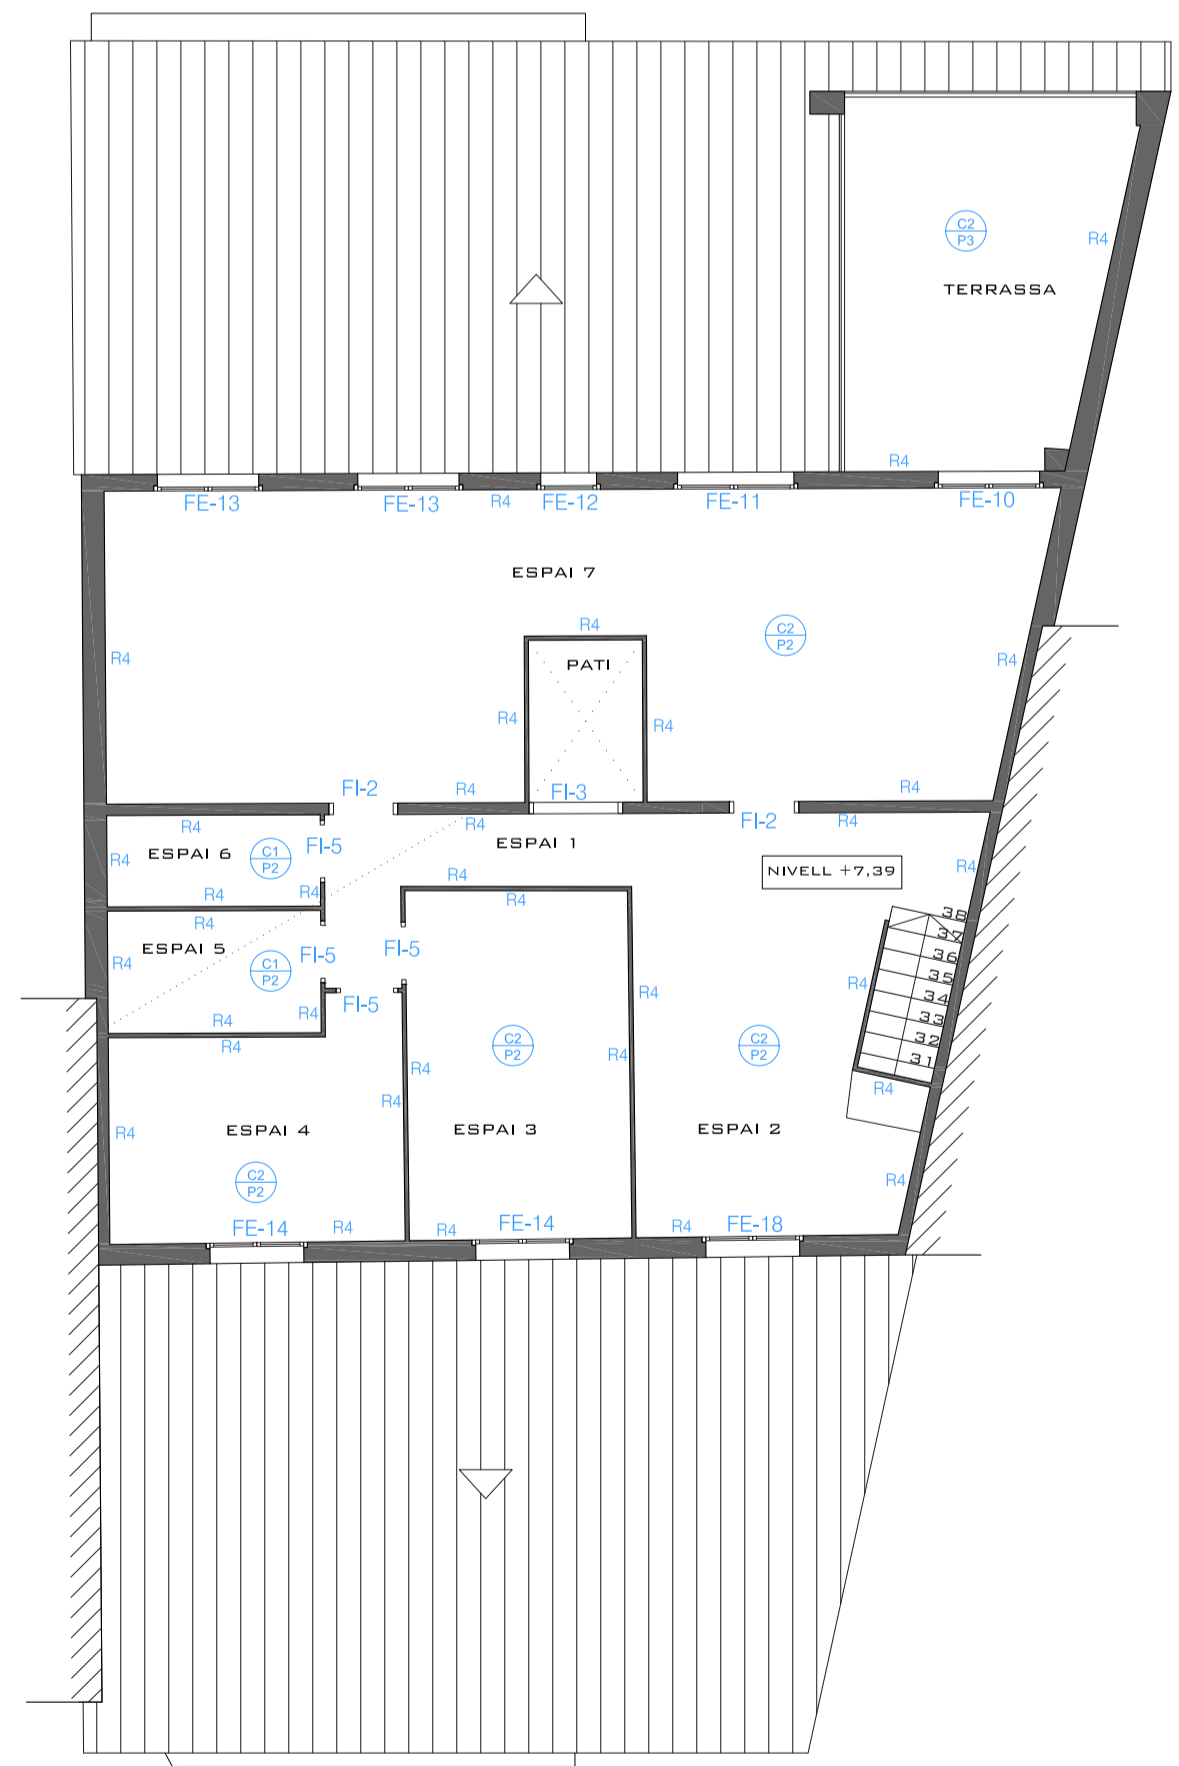 C2
P3
R4
TERRASSA
R4
FE-13
FE-13
R4
FE-12
FE-11
FE-10
ESPAI 7
R4
C2
P2
R4
PATI
R4
R4
R4
FI-2
R4
FI-3
R4
FI-2
R4
R4
R4
FI-5
ESPAI 1
R4
ESPAI 6
C1
P2
NIVELL +7,39
R4
R4
R4
R4
R4
R4
38
R4
ESPAI 5
FI-5
FI-5
37
R4
C1
P2
36
35
R4
R4
FI-5
34
R4
R4
33
R4
C2
P2
C2
P2
32
R4
31
R4
R4
R4
R4
ESPAI 4
ESPAI 3
ESPAI 2
C2
P2
R4
FE-14
R4
R4
FE-14
R4
FE-18